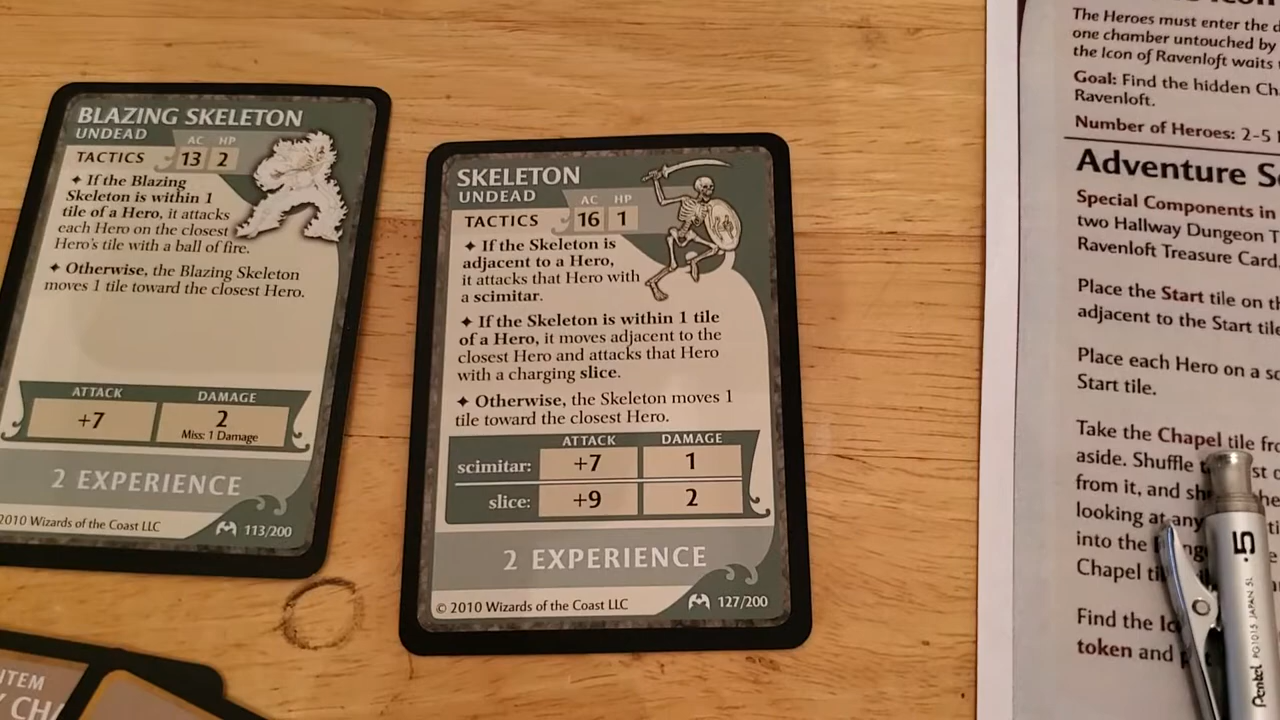 BLAZING SKELETON
UNDEAD
AC HP
TACTICS 13 2
✦ If the Blazing
Skeleton is within 1
tile of a Hero, it attacks
each Hero on the closest
Hero's tile with a ball of fire.
✦ Otherwise, the Blazing Skeleton
moves 1 tile toward the closest Hero.
ATTACK DAMAGE
+7 2
Miss: 1 Damage
2 EXPERIENCE
2010 Wizards of the Coast LLC 113/200
SKELETON
UNDEAD
AC HP
TACTICS 16 1
✦ If the Skeleton is
adjacent to a Hero,
it attacks that Hero with
a scimitar.
✦ If the Skeleton is within 1 tile
of a Hero, it moves adjacent to the
closest Hero and attacks that Hero
with a charging slice.
✦ Otherwise, the Skeleton moves 1
tile toward the closest Hero.
ATTACK DAMAGE
scimitar: +7 1
slice: +9 2
2 EXPERIENCE
© 2010 Wizards of the Coast LLC 127/200
ITEM
The Heroes must enter the
one chamber untouched by
the Icon of Ravenloft waits
Goal: Find the hidden
Ravenloft.
Number of Heroes: 2-5
Adventure
Special Components in
two Hallway Dungeon
Ravenloft Treasure Card.
Place the Start tile on
adjacent to the Start
Place each Hero on a
Start tile.
Take the Chapel tile
aside. Shuffle
from it, and
looking at any
into the
Chapel
Find the
token and
.5
Pentel PG1015 JAPAN